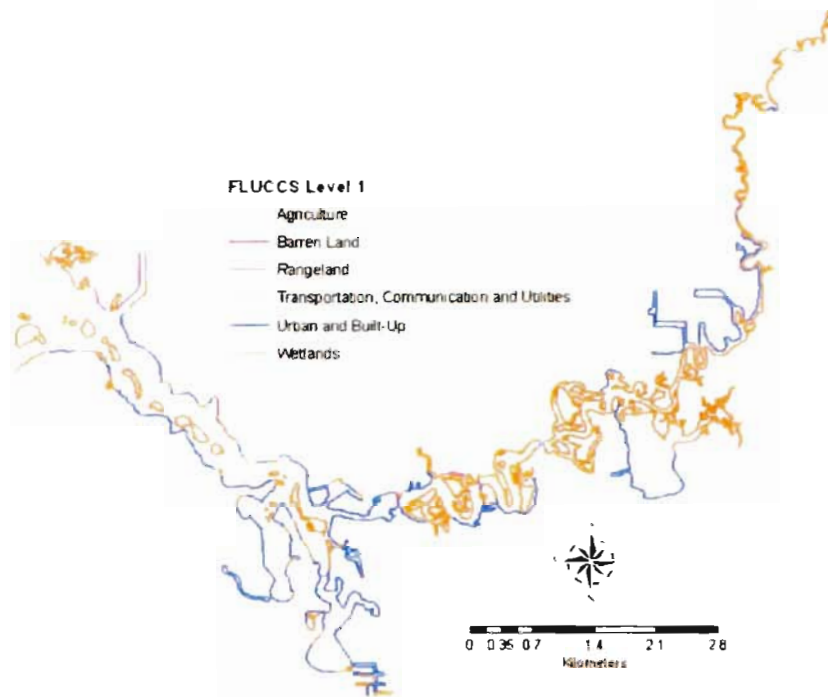 FLUCCS Level 1
Agriculture
Barren Land
Rangeland
Transportation, Communication and Utilities
Urban and Built-Up
Wetlands
0 0.35 0.7 1.4 2.1 2.8
Kilometers